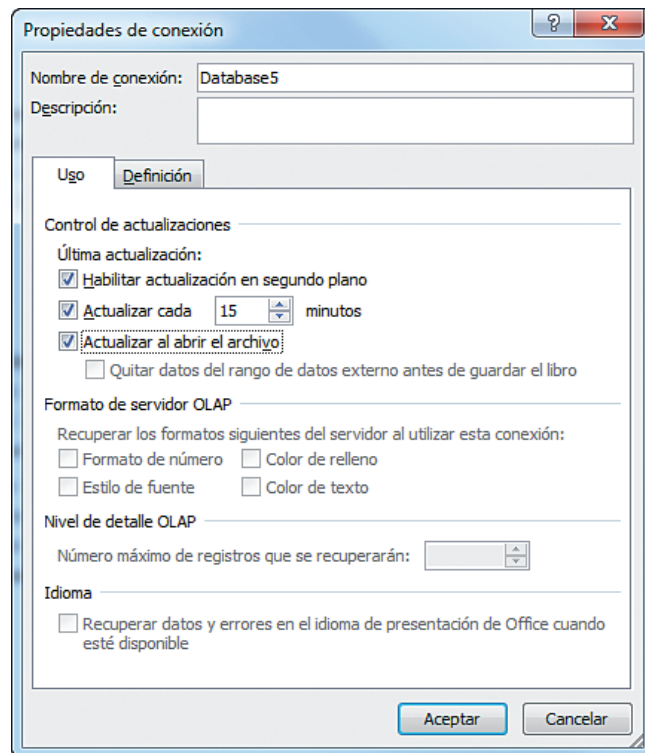 Propiedades de conexión
Nombre de conexión: Database5
Descripción:
Uso Definición
Control de actualizaciones
Última actualización:
Habilitar actualización en segundo plano
Actualizar cada 15 minutos
Actualizar al abrir el archivo
Quitar datos del rango de datos externo antes de guardar el libro
Formato de servidor OLAP
Recuperar los formatos siguientes del servidor al utilizar esta conexión:
Formato de número Color de relleno
Estilo de fuente Color de texto
Nivel de detalle OLAP
Número máximo de registros que se recuperarán:
Idioma
Recuperar datos y errores en el idioma de presentación de Office cuando
esté disponible
Aceptar Cancelar